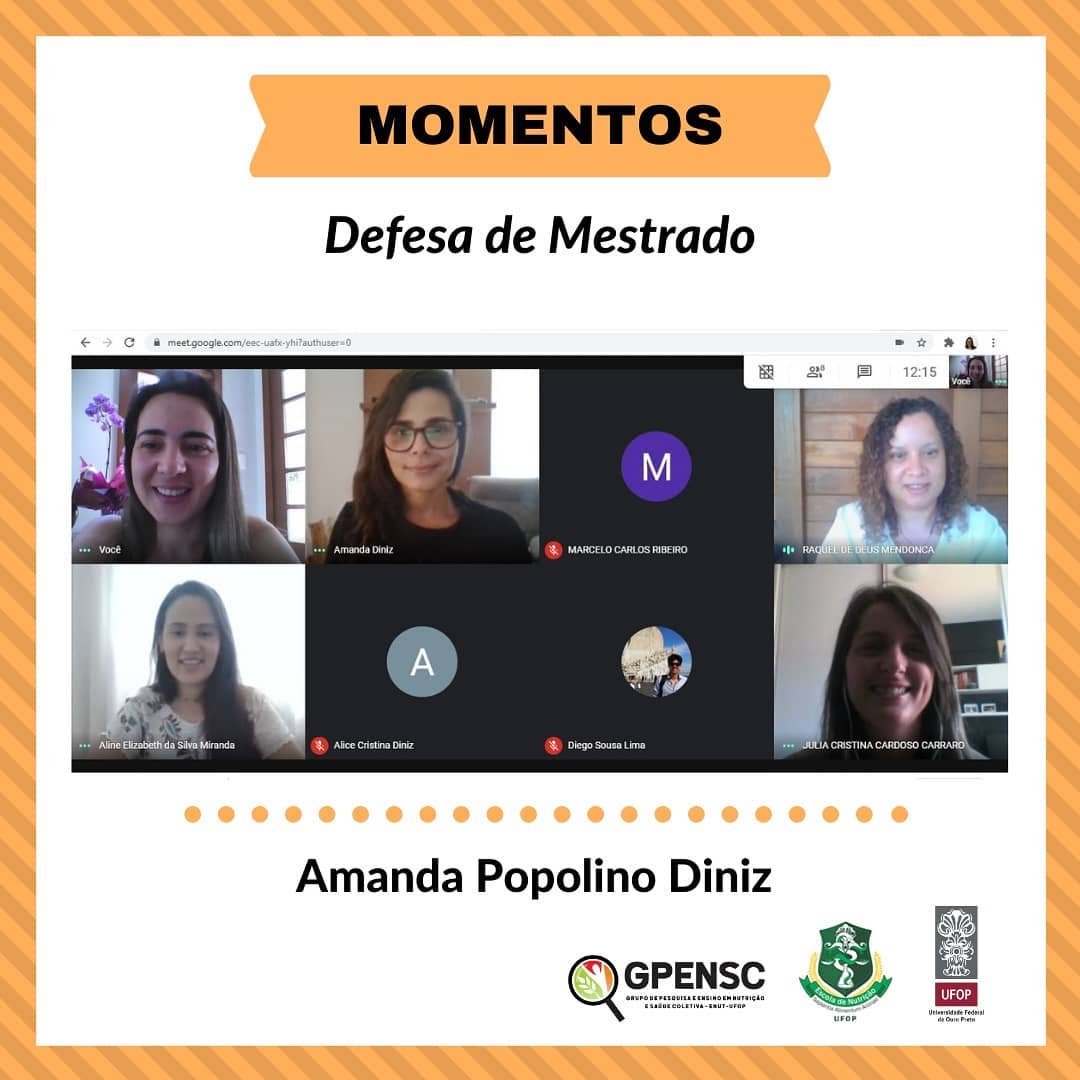 MOMENTOS
Defesa de Mestrado
meet.google.com/eec-uafx-yhi?authuser=0
8
12:15
Você
Você
Amanda Diniz
M
MARCELO CARLOS RIBEIRO
RAQUEL DE DEUS MENDONCA
Aline Elizabeth da Silva Miranda
A
Alice Cristina Diniz
Diego Sousa Lima
JULIA CRISTINA CARDOSO CARRARO
Amanda Popolino Diniz
GPENSC
GRUPO DE PESQUISA E ENSINO EM NUTRIÇÃO
E SAÚDE COLETIVA - ENUT-UFOP
Escola de Nutrição
UFOP
UFOP
Universidade Federal
de Ouro Preto